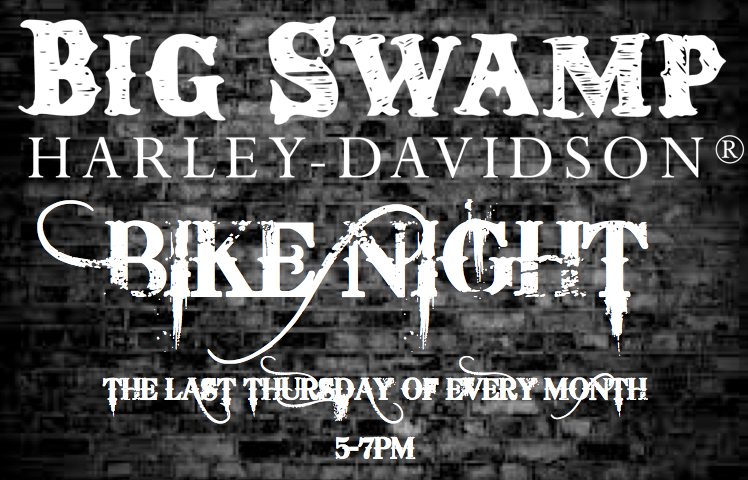 BIG SWAMP
HARLEY-DAVIDSON®
BIKE NIGHT
THE LAST THURSDAY OF EVERY MONTH
5-7PM